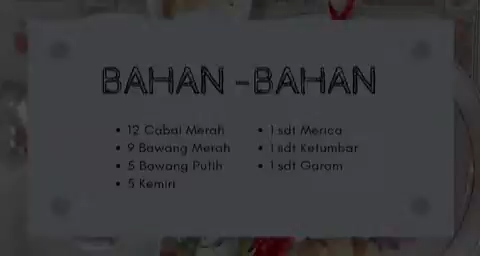 BAHAN - BAHAN
• 12 Cabai Merah
• 9 Bawang Merah
• 5 Bawang Putih
• 5 Kemiri
• 1 sdt Merica
• 1 sdt Ketumbar
• 1 sdt Garam